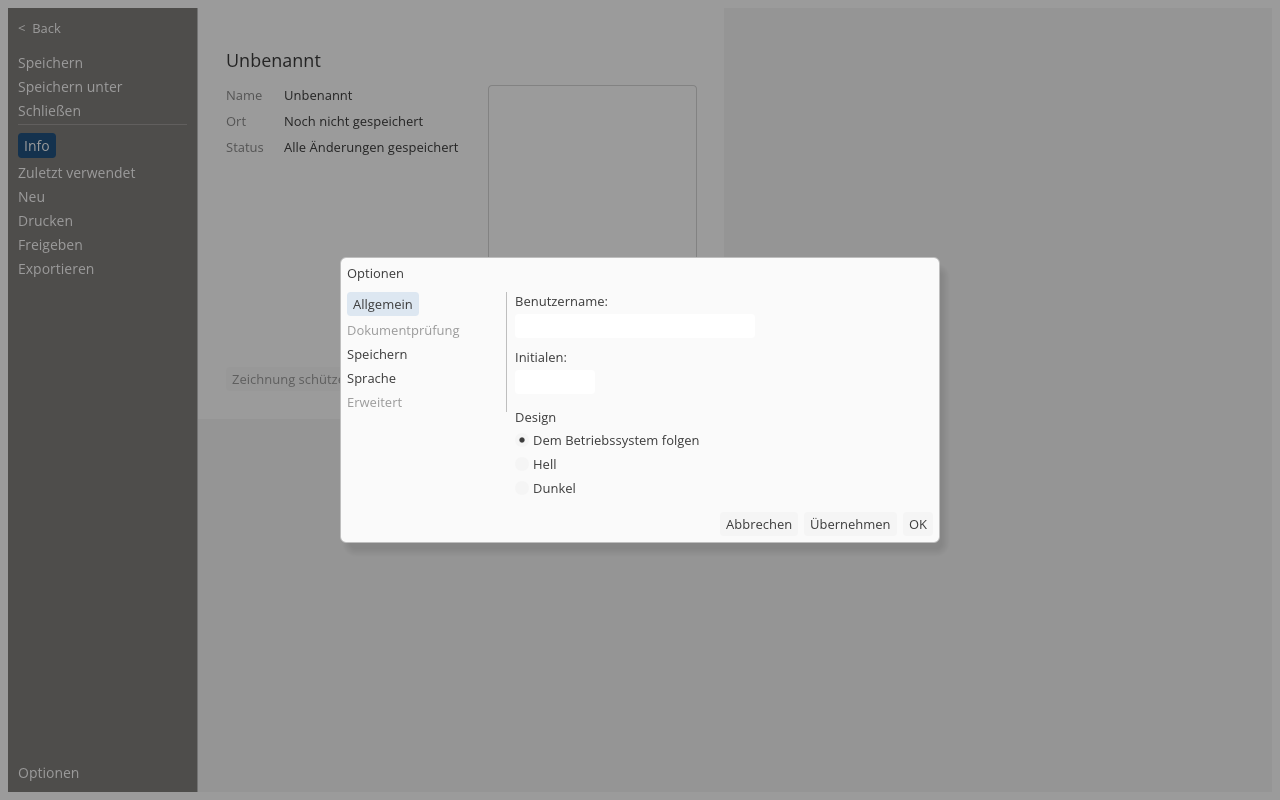 < Back
Speichern
Speichern unter
Schließen
Info
Zuletzt verwendet
Neu
Drucken
Freigeben
Exportieren
Optionen
Unbenannt
Name Unbenannt
Ort Noch nicht gespeichert
Status Alle Änderungen gespeichert
Zeichnung
Optionen
Allgemein
Dokumentprüfung
Speichern
Sprache
Erweitert
Benutzername:
Initialen:
Design
Dem Betriebssystem folgen
Hell
Dunkel
Abbrechen Übernehmen OK